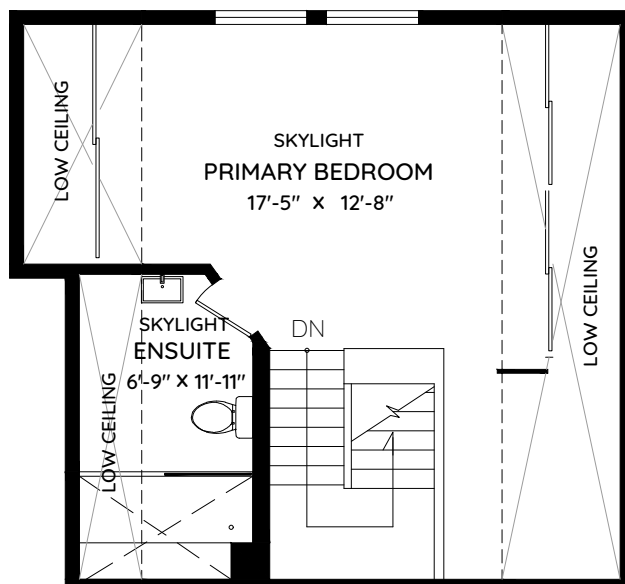 LOW CEILING
SKYLIGHT
PRIMARY BEDROOM
17'-5" X 12'-8"
LOW CEILING
SKYLIGHT
ENSUITE
6'-9" X 11'-11"
DN
LOW CEILING